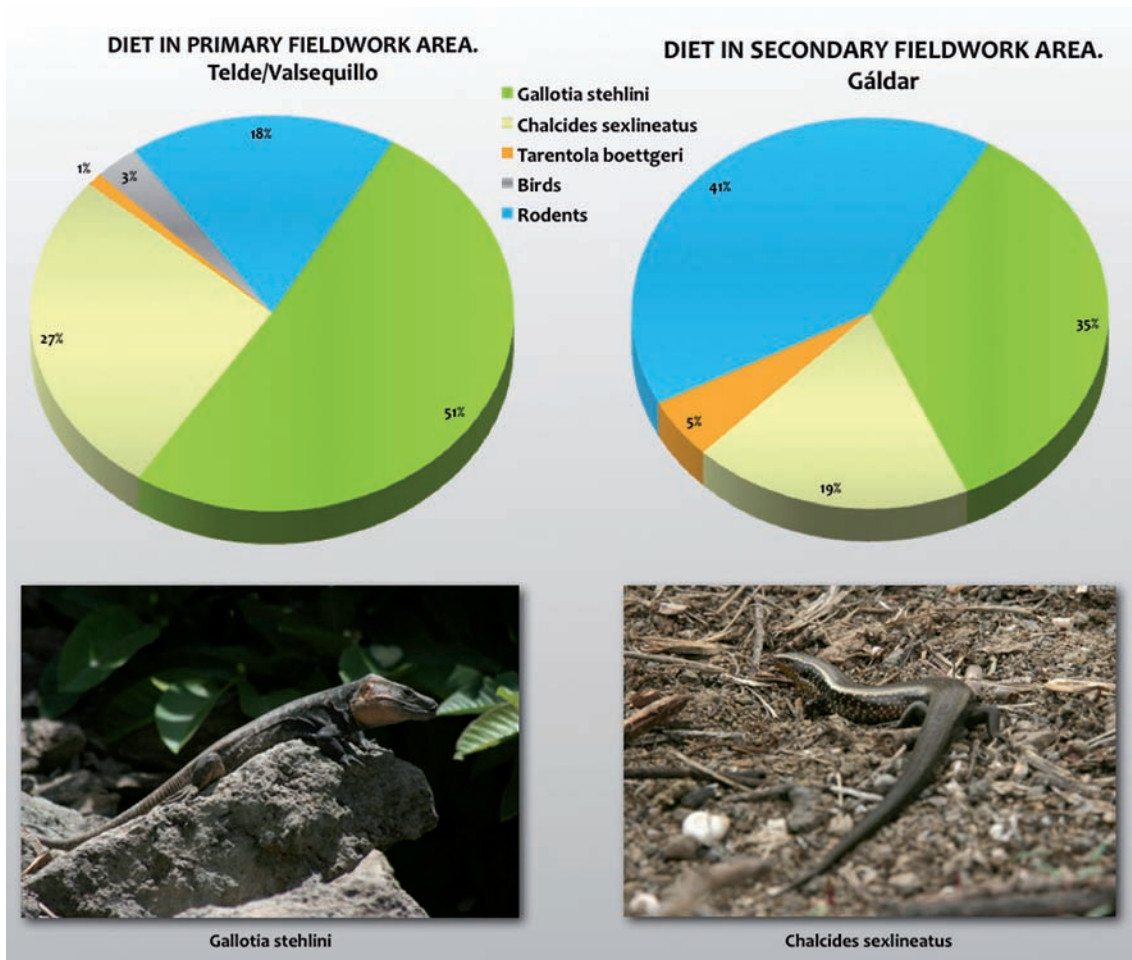 DIET IN PRIMARY FIELDWORK AREA.
Telde/Valsequillo
18%
1%
3%
27%
51%
Gallotia stehlini
Chalcides sexlineatus
Tarentola boettgeri
Birds
Rodents
DIET IN SECONDARY FIELDWORK AREA.
Gáldar
41%
35%
5%
19%
Gallotia stehlini
Chalcides sexlineatus